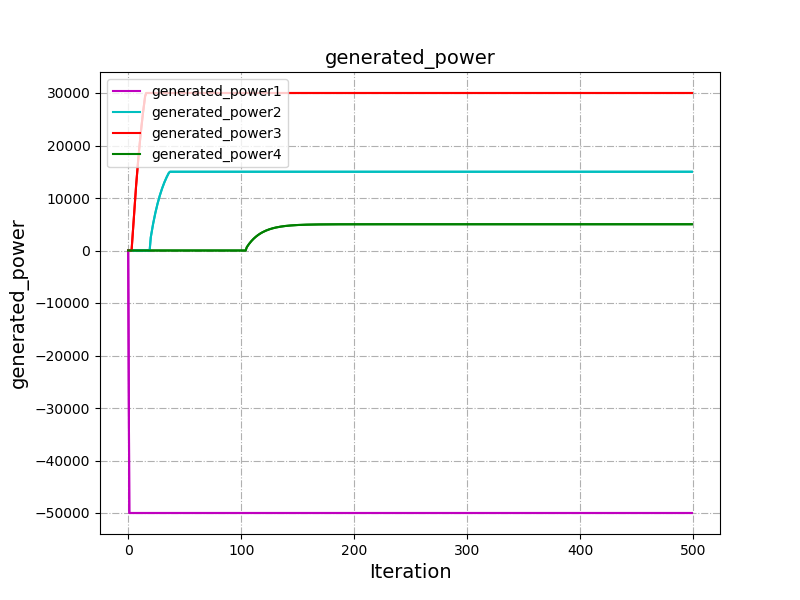 generated_power
generated_power
30000
20000
10000
0
−10000
−20000
−30000
−40000
−50000
generated_power1
generated_power2
generated_power3
generated_power4
0 100 200 300 400 500
Iteration